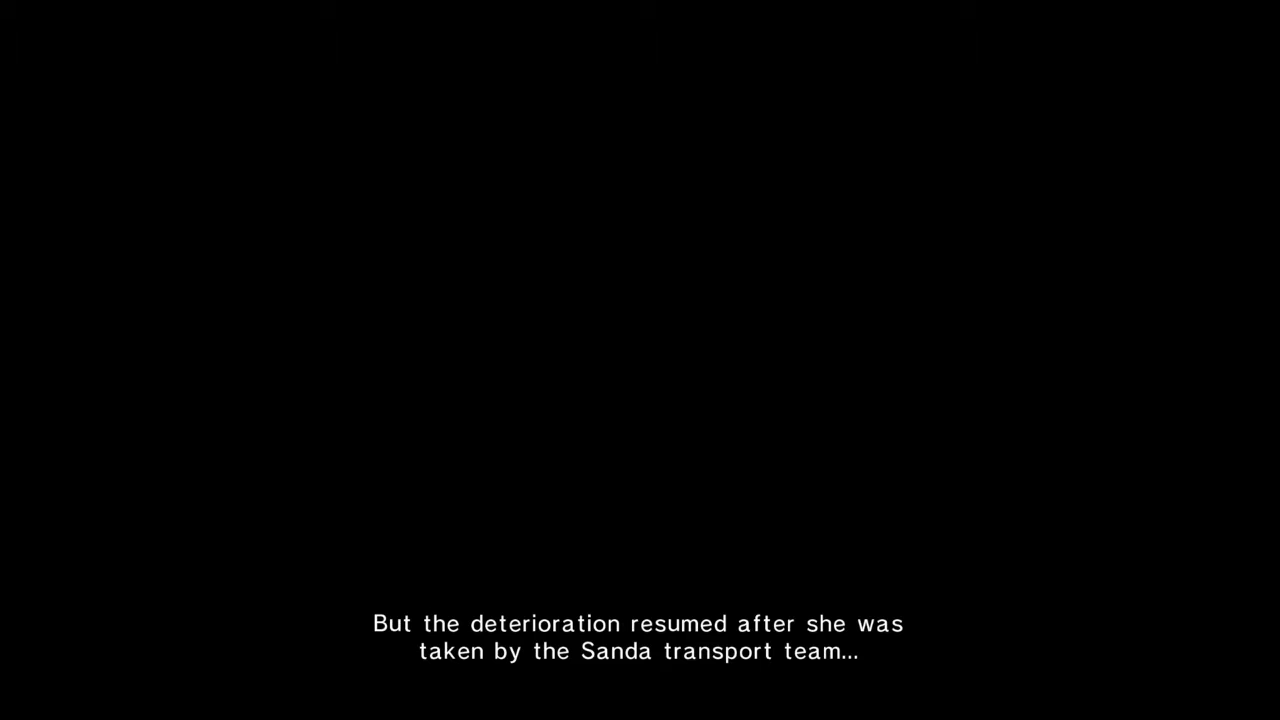 But the deterioration resumed after she was
taken by the Sanda transport team...